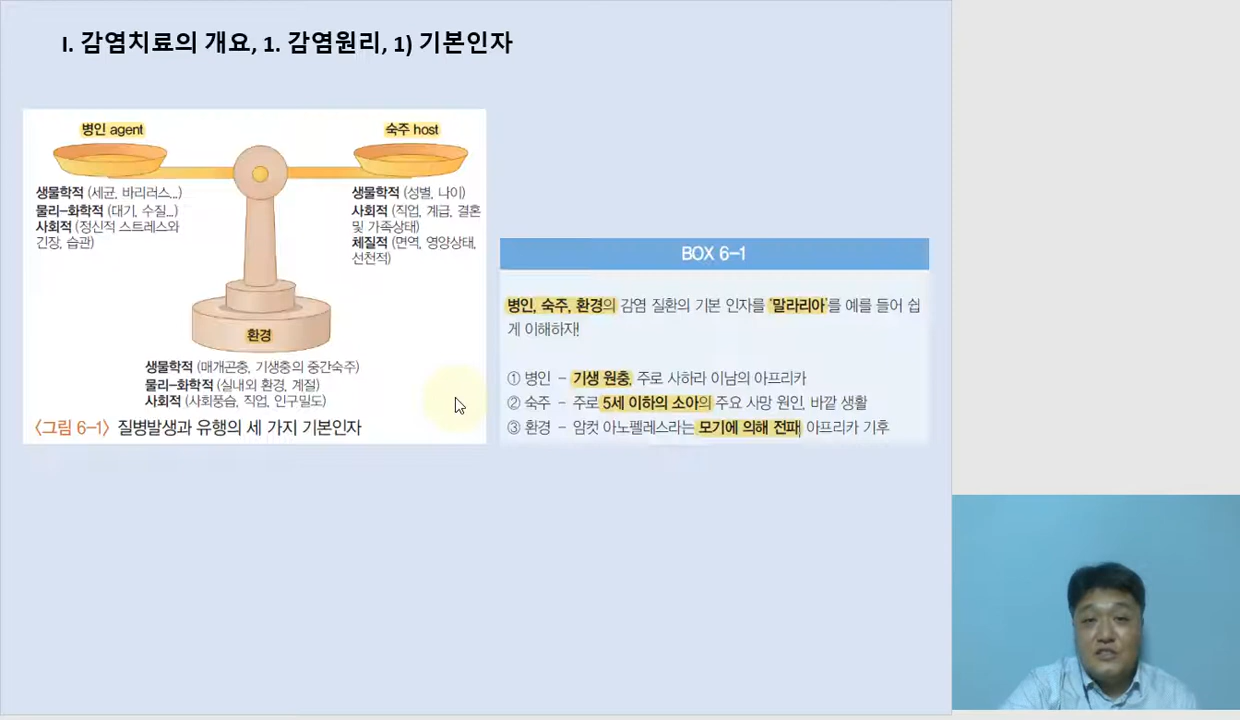 I. 감염치료의 개요, 1. 감염원리, 1) 기본인자
병인 agent
숙주 host
생물학적 (세균, 바리러스...)
물리-화학적 (대기, 수질...)
사회적 (정신적 스트레스와
긴장, 습관)
생물학적 (성별, 나이)
사회적 (직업, 계급, 결혼
및 가족상태)
체질적 (면역, 영양상태,
선천적)
환경
생물학적 (매개곤충, 기생충의 중간숙주)
물리-화학적 (실내외 환경, 계절)
사회적 (사회풍습, 직업, 인구밀도)
〈그림 6-1〉 질병발생과 유행의 세 가지 기본인자
BOX 6-1
병인, 숙주, 환경의 감염 질환의 기본 인자를 '말라리아'를 예를 들어 쉽
게 이해하자!
① 병인 - 기생 원충, 주로 사하라 이남의 아프리카
② 숙주 - 주로 5세 이하의 소아의 주요 사망 원인, 바깥 생활
③ 환경 - 암컷 아노펠레스라는 모기에 의해 전파 아프리카 기후